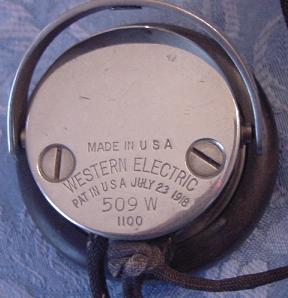 MADE IN U S A
WESTERN ELECTRIC
PAT IN U S A JULY 23 1918
509 W
1100